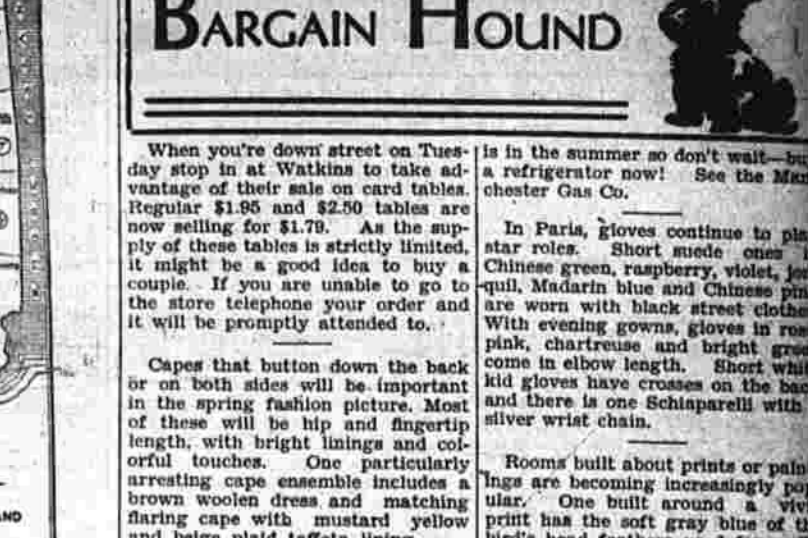 BARGAIN HOUND
When you're down street on Tues-
day stop in at Watkins to take ad-
vantage of their sale on card tables.
Regular $1.95 and $2.50 tables are
now selling for $1.79. As the sup-
ply of these tables is strictly limited,
it might be a good idea to buy a
couple. If you are unable to go to
the store telephone your order and
it will be promptly attended to.
Capes that button down the back
or on both sides will be important
in the spring fashion picture. Most
of these will be hip and fingertip
length, with bright linings and col-
orful touches. One particularly
arresting cape ensemble includes a
brown woolen dress and matching
flaring cape with mustard yellow
and beige plaid taffeta lining
is in the summer so don't wait—
a refrigerator now! See the
chester Gas Co.
In Paris, gloves continue to
star roles. Short suede ones
Chinese green, raspberry, violet,
quil, Madarin blue and Chinese
are worn with black street
With evening gowns, gloves in
pink, chartreuse and bright
come in elbow length. Short
kid gloves have crosses on the
and there is one Schiaparelli with
silver wrist chain.
Rooms built about prints or
ings are becoming increasingly
ular. One built around a
print has the soft gray blue of